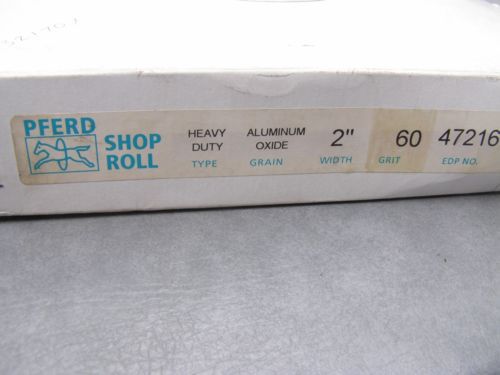 PFERD
SHOP
ROLL
HEAVY
DUTY
TYPE
ALUMINUM
OXIDE
GRAIN
2"
WIDTH
60
GRIT
47216
EDP NO.